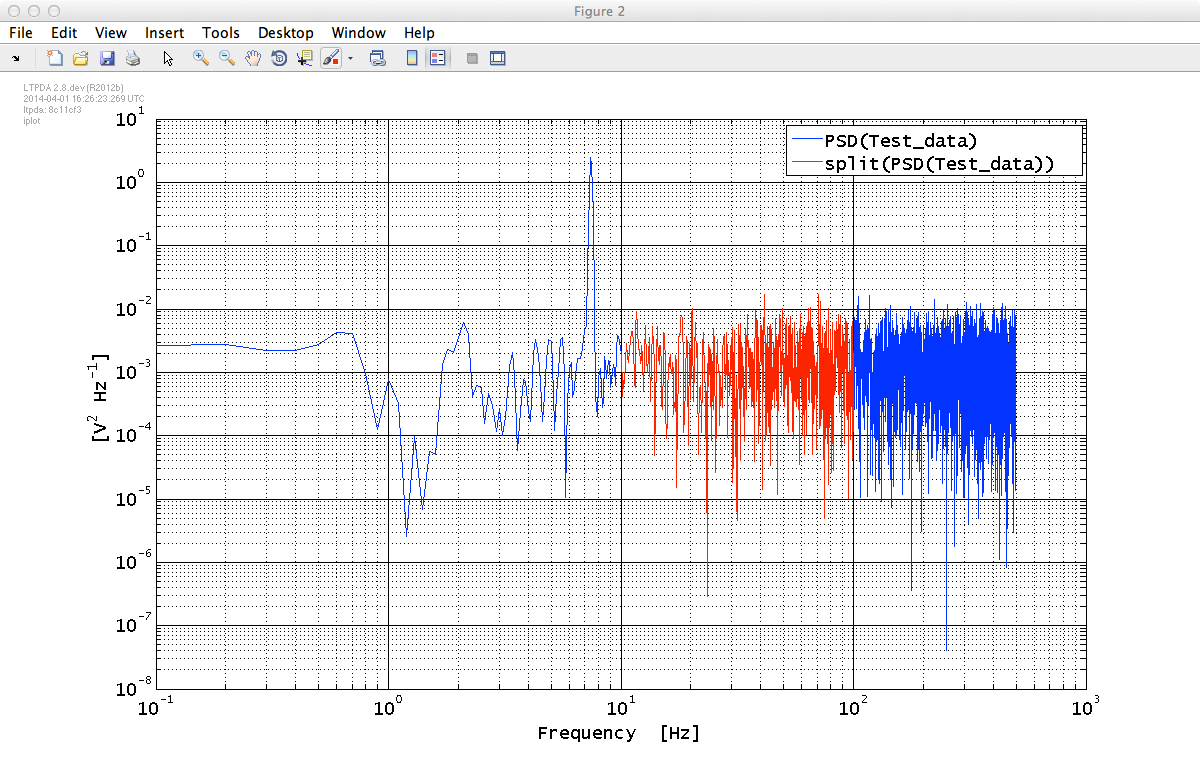 Figure 2
File Edit View Insert Tools Desktop Window Help
LTPDA 2.8.dev (R2012b)
2014-04-01 16:26:23.269 UTC
ltpda: 8c11cf3
iplot
10^1
PSD(Test_data)
split(PSD(Test_data))
10^0
10^-1
10^-2
10^-3
10^-4
10^-5
10^-6
10^-7
10^-8
[V^2 Hz^-1]
10^-1 10^0 10^1 10^2 10^3
Frequency [Hz]